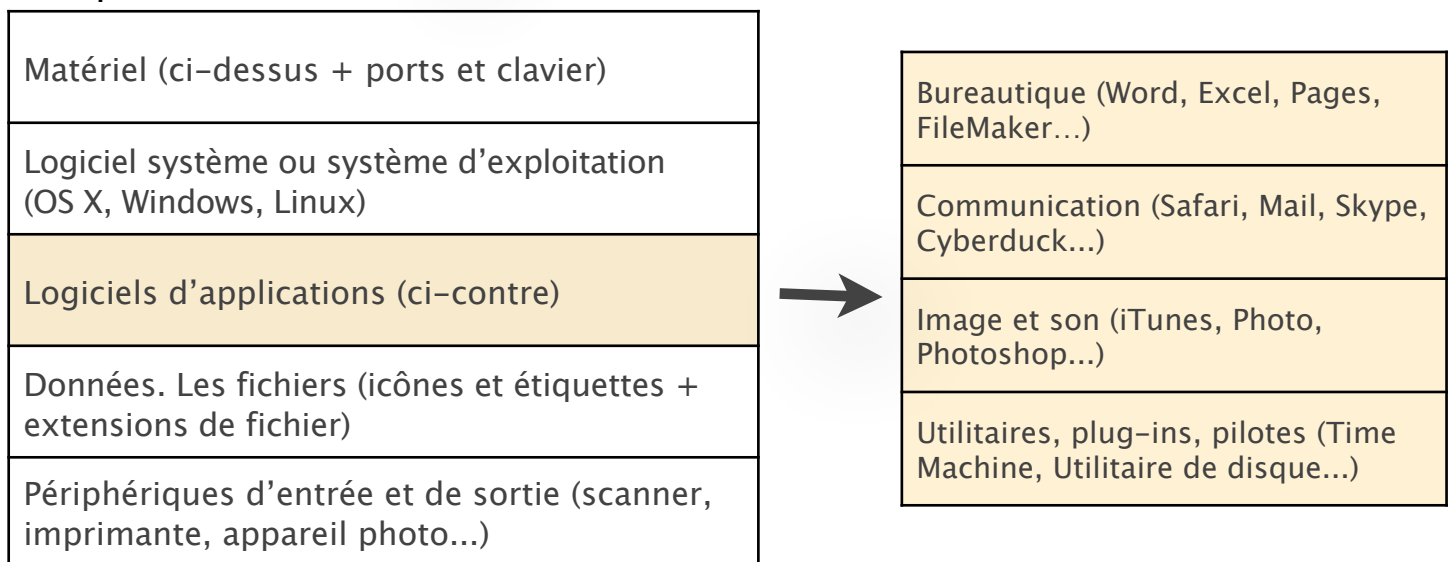 Matériel (ci-dessus + ports et clavier)
Logiciel système ou système d'exploitation
(OS X, Windows, Linux)
Logiciels d'applications (ci-contre)
Données. Les fichiers (icônes et étiquettes +
extensions de fichier)
Périphériques d'entrée et de sortie (scanner,
imprimante, appareil photo...)
Bureautique (Word, Excel, Pages,
FileMaker…)
Communication (Safari, Mail, Skype,
Cyberduck...)
Image et son (iTunes, Photo,
Photoshop...)
Utilitaires, plug-ins, pilotes (Time
Machine, Utilitaire de disque...)